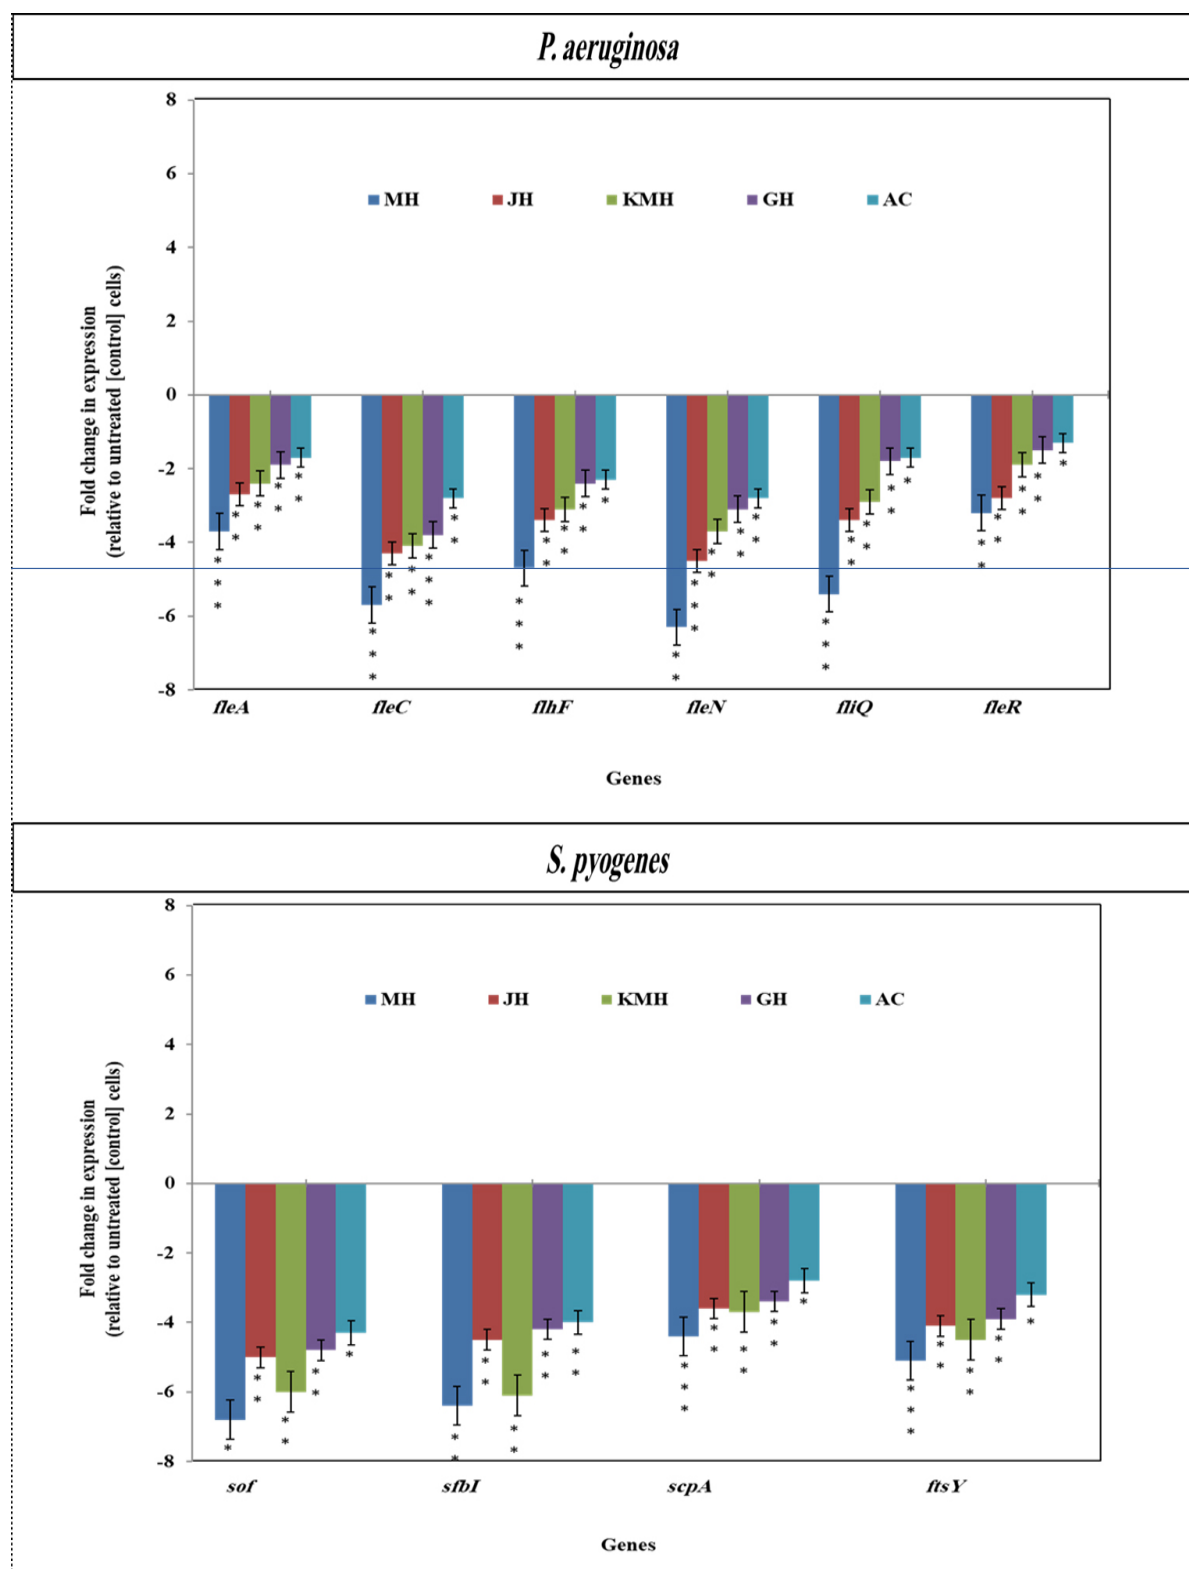 P. aeruginosa
8
6
MH JH KMH GH AC
4
2
0
-2
-4
-6
-8
Fold change in expression
(relative to untreated [control] cells)
* * * * * * * * * * *
* * * * * * * * * * * *
* * * * * * * * * * *
* * * * * * * * * * * *
* * * * * * * * * * *
* * * * * * * * *
fleA fleC flhF fleN fliQ fleR
Genes
S. pyogenes
8
6
MH JH KMH GH AC
4
2
0
-2
-4
-6
-8
Fold change in expression
(relative to untreated [control] cells)
* * * * * * * *
* * * * * * * * * *
* * * * * * * * * *
* * * * * * * * * *
sof sfbI scpA ftsY
Genes